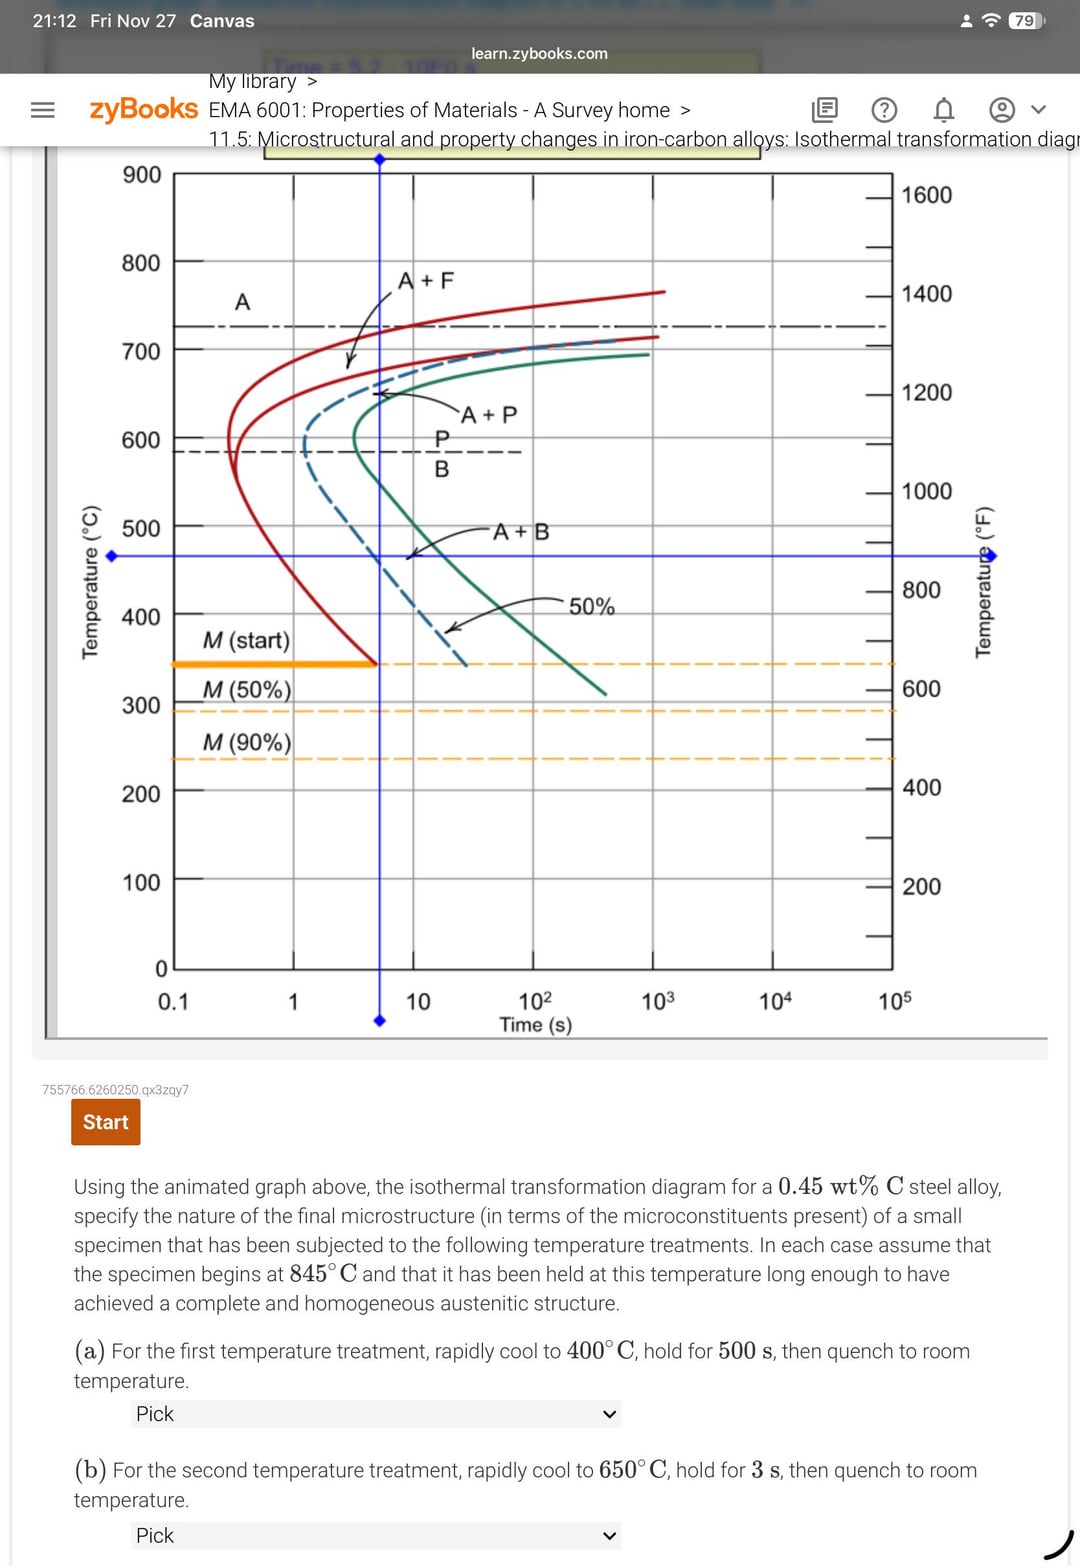 21:12 Fri Nov 27 Canvas
79
learn.zybooks.com
My library >
zyBooks EMA 6001: Properties of Materials - A Survey home >
11.5: Microstructural and property changes in iron-carbon alloys: Isothermal transformation diagr
900
1600
800
A + F
A
1400
700
1200
A + P
600
P
B
1000
500
A + B
Temperature (°C)
Temperature (°F)
800
50%
400
M (start)
M (50%)
600
300
M (90%)
200
400
100
200
0
0.1 1 10 10² 10³ 10⁴ 10⁵
Time (s)
755766.6260250.qx3zqy7
Start
Using the animated graph above, the isothermal transformation diagram for a 0.45 wt% C steel alloy,
specify the nature of the final microstructure (in terms of the microconstituents present) of a small
specimen that has been subjected to the following temperature treatments. In each case assume that
the specimen begins at 845°C and that it has been held at this temperature long enough to have
achieved a complete and homogeneous austenitic structure.
(a) For the first temperature treatment, rapidly cool to 400°C, hold for 500 s, then quench to room
temperature.
Pick
(b) For the second temperature treatment, rapidly cool to 650°C, hold for 3 s, then quench to room
temperature.
Pick